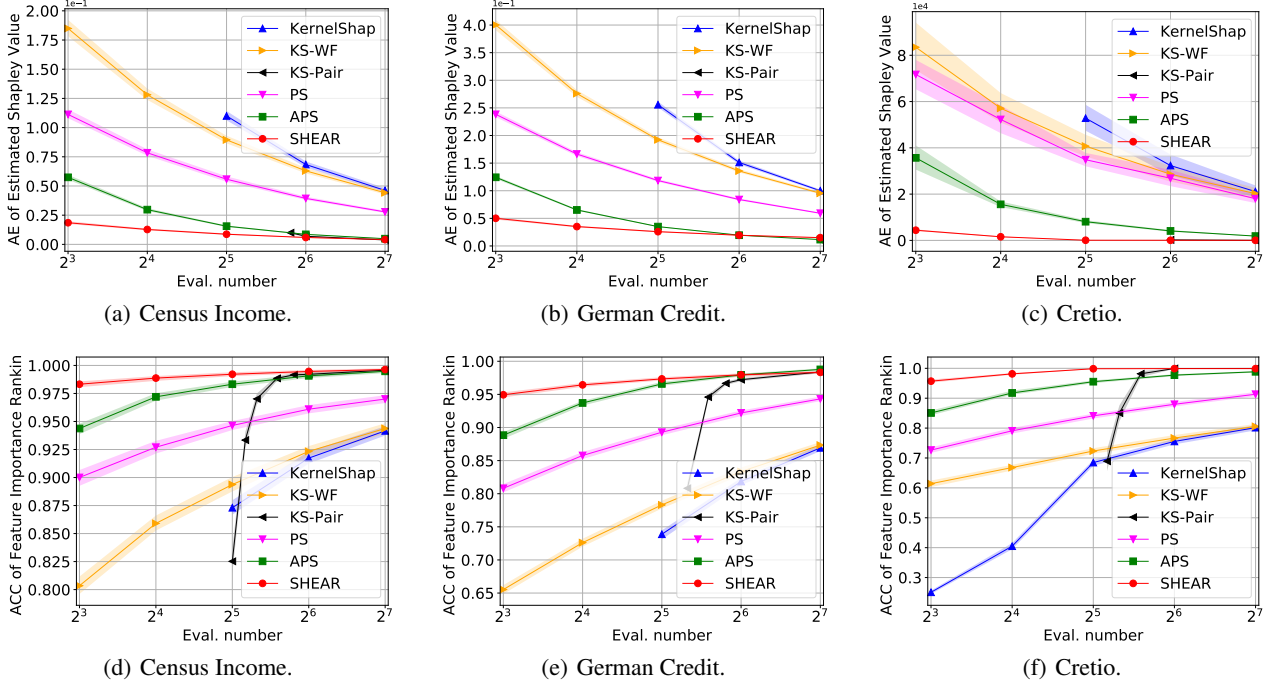 1e−1
2.00
1.75
1.50
1.25
1.00
0.75
0.50
0.25
0.00
AE of Estimated Shapley Value
KernelShap
KS-WF
KS-Pair
PS
APS
SHEAR
2^3 2^4 2^5 2^6 2^7
Eval. number
(a) Census Income.
1e−1
4.0
3.5
3.0
2.5
2.0
1.5
1.0
0.5
0.0
AE of Estimated Shapley Value
KernelShap
KS-WF
KS-Pair
PS
APS
SHEAR
2^3 2^4 2^5 2^6 2^7
Eval. number
(b) German Credit.
1e4
8
6
4
2
0
AE of Estimated Shapley Value
KernelShap
KS-WF
KS-Pair
PS
APS
SHEAR
2^3 2^4 2^5 2^6 2^7
Eval. number
(c) Cretio.
1.000
0.975
0.950
0.925
0.900
0.875
0.850
0.825
0.800
ACC of Feature Importance Rankin
KernelShap
KS-WF
KS-Pair
PS
APS
SHEAR
2^3 2^4 2^5 2^6 2^7
Eval. number
(d) Census Income.
1.00
0.95
0.90
0.85
0.80
0.75
0.70
0.65
ACC of Feature Importance Rankin
KernelShap
KS-WF
KS-Pair
PS
APS
SHEAR
2^3 2^4 2^5 2^6 2^7
Eval. number
(e) German Credit.
1.0
0.9
0.8
0.7
0.6
0.5
0.4
0.3
ACC of Feature Importance Rankin
KernelShap
KS-WF
KS-Pair
PS
APS
SHEAR
2^3 2^4 2^5 2^6 2^7
Eval. number
(f) Cretio.